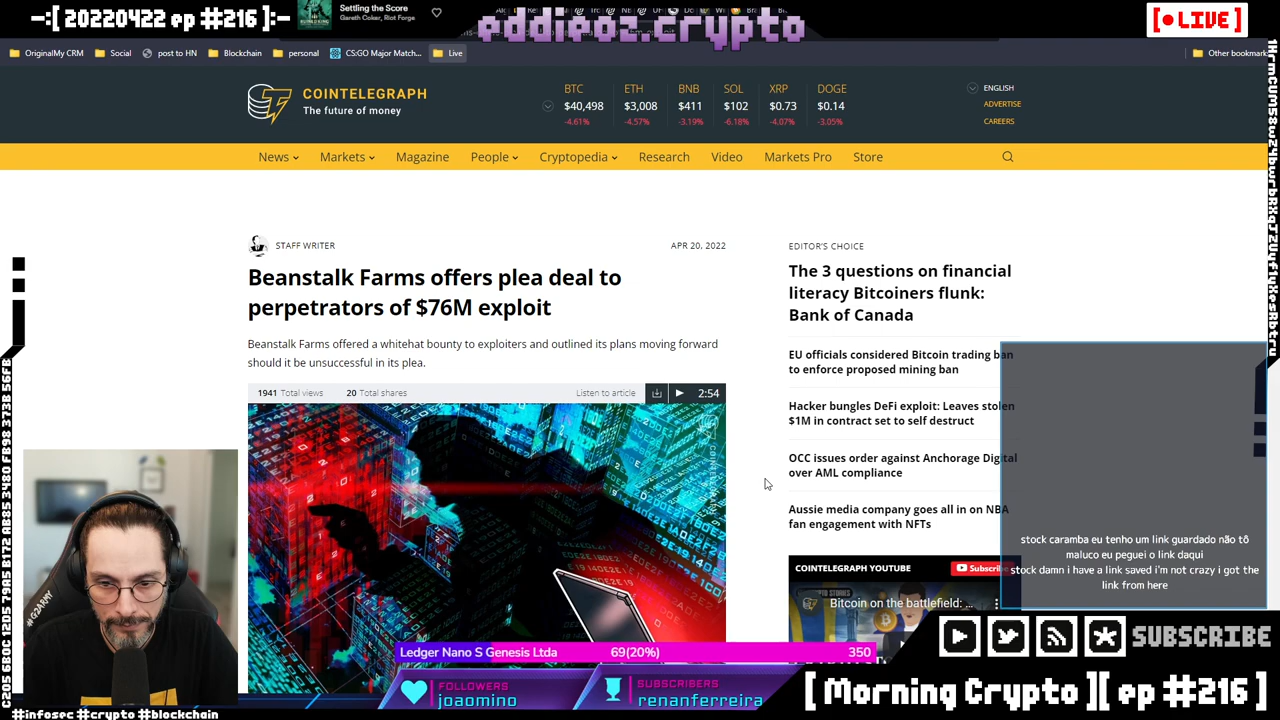 —:[ 20220422 ep #216 ]:—
Settling the Score
Gareth Coker, Riot Forge
eddieoz.crypto
[● LIVE ]
OriginalMy CRM
Social
post to HN
Blockchain
personal
CS:GO Major Match...
Live
Other bookmark
COINTELEGRAPH
The future of money
BTC ETH BNB SOL XRP DOGE
$40,498 $3,008 $411 $102 $0.73 $0.14
-4.61% -4.57% -3.19% -6.18% -4.07% -3.05%
ENGLISH
ADVERTISE
CAREERS
News Markets Magazine People Cryptopedia Research Video Markets Pro Store
STAFF WRITER
APR 20, 2022
Beanstalk Farms offers plea deal to
perpetrators of $76M exploit
Beanstalk Farms offered a whitehat bounty to exploiters and outlined its plans moving forward
should it be unsuccessful in its plea.
1941 Total views 20 Total shares Listen to article 2:54
EDITOR'S CHOICE
The 3 questions on financial
literacy Bitcoiners flunk:
Bank of Canada
EU officials considered Bitcoin trading ban
to enforce proposed mining ban
Hacker bungles DeFi exploit: Leaves stolen
$1M in contract set to self destruct
OCC issues order against Anchorage Digital
over AML compliance
Aussie media company goes all in on NBA
fan engagement with NFTs
COINTELEGRAPH YOUTUBE
Subscribe
Bitcoin on the battlefield: ...
stock caramba eu tenho um link guardado não tô
maluco eu peguei o link daqui
stock damn i have a link saved i'm not crazy i got the
link from here
Ledger Nano S Genesis Ltda 69(20%) 350
FOLLOWERS
joaomino
SUBSCRIBERS
renanferreira
SUBSCRIBE
[ Morning Crypto ][ ep #216 ]
#infosec #crypto #blockchain